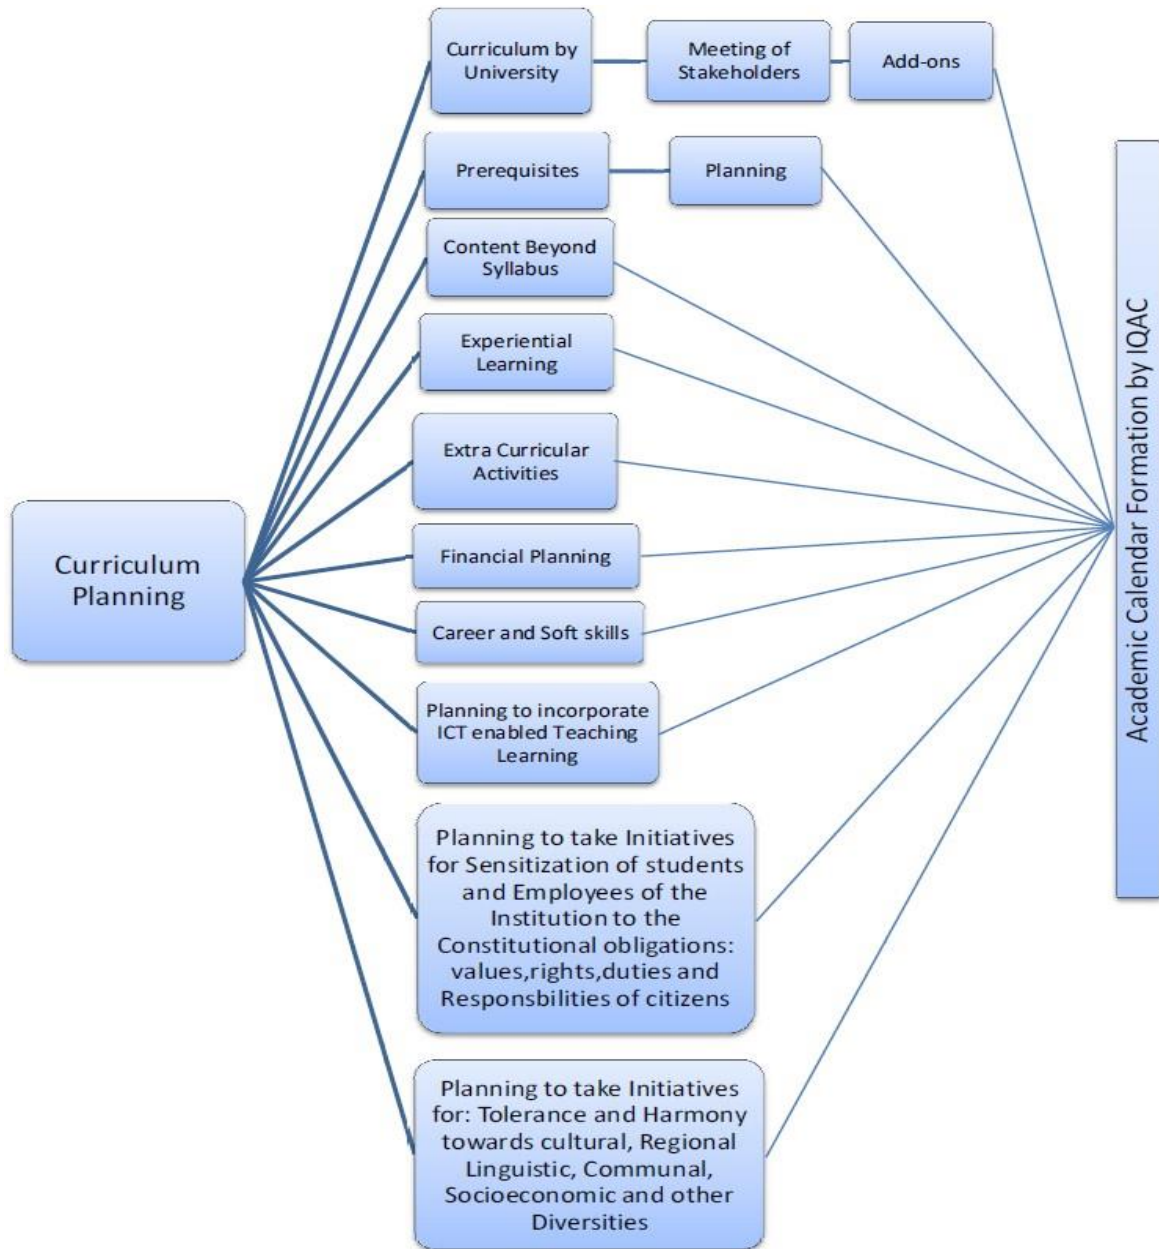 Curriculum by
University
Meeting of
Stakeholders
Add-ons
Prerequisites
Planning
Content Beyond
Syllabus
Experiential
Learning
Extra Curricular
Activities
Curriculum
Planning
Financial Planning
Career and Soft skills
Planning to incorporate
ICT enabled Teaching
Learning
Planning to take Initiatives
for Sensitization of students
and Employees of the
Institution to the
Constitutional obligations:
values,rights,duties and
Responsbilities of citizens
Planning to take Initiatives
for: Tolerance and Harmony
towards cultural, Regional
Linguistic, Communal,
Socioeconomic and other
Diversities
Academic Calendar Formation by IQAC